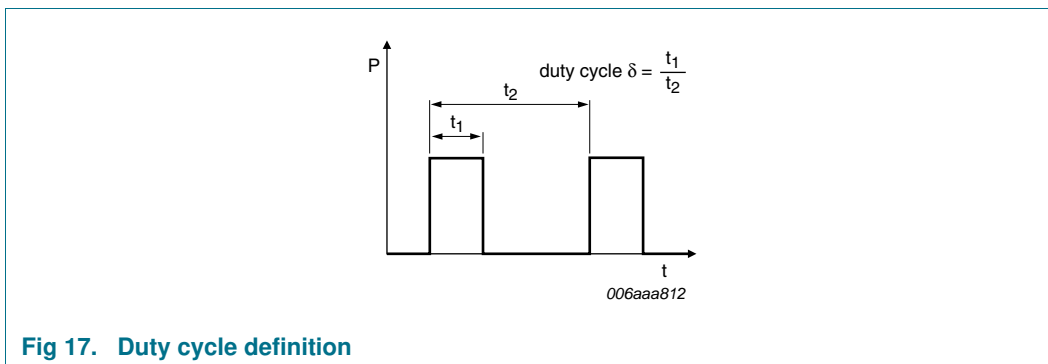 P
duty cycle δ = t1
t2
t2
t1
t
006aaa812
Fig 17. Duty cycle definition